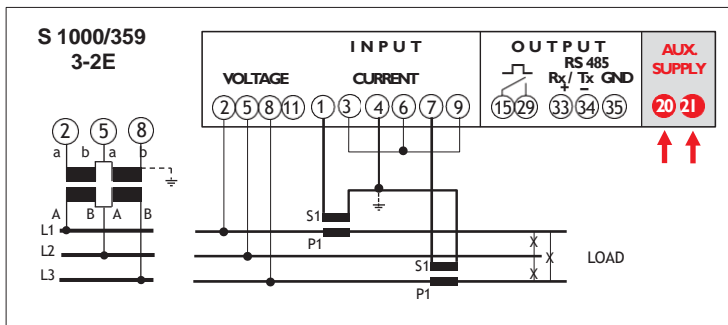 S 1000/359
3-2E
INPUT
OUTPUT
AUX.
SUPPLY
VOLTAGE
CURRENT
RS 485
Rx/ Tx GND
+ −
2 5 8 11 1 3 4 6 7 9 15 29 33 34 35 20 21
2 5 8
a b a b
A B A B
L1
L2
L3
S1
P1
S1
P1
X
X
X
LOAD